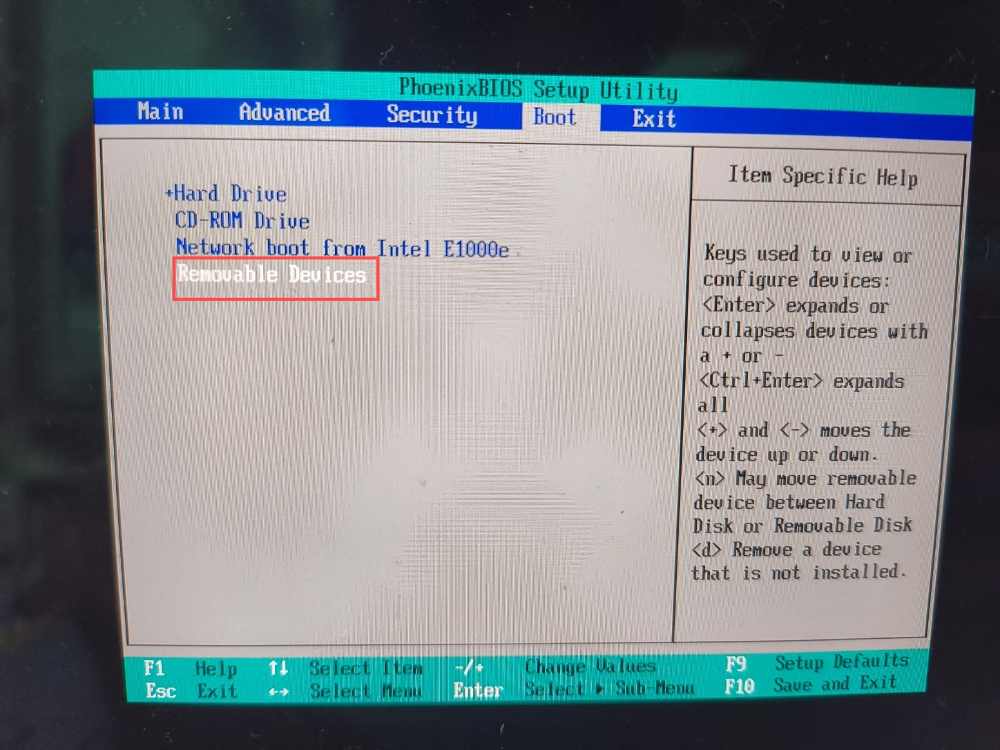 PhoenixBIOS Setup Utility
Main Advanced Security Boot Exit
+Hard Drive
CD-ROM Drive
Network boot from Intel E1000e
Removable Devices
Item Specific Help
Keys used to view or
configure devices:
<Enter> expands or
collapses devices with
a + or -
<Ctrl+Enter> expands
all
<+> and <-> moves the
device up or down.
<n> May move removable
device between Hard
Disk or Removable Disk
<d> Remove a device
that is not installed.
F1 Help ↑↓ Select Item -/+ Change Values F9 Setup Defaults
Esc Exit ↔ Select Menu Enter Select ▶ Sub-Menu F10 Save and Exit